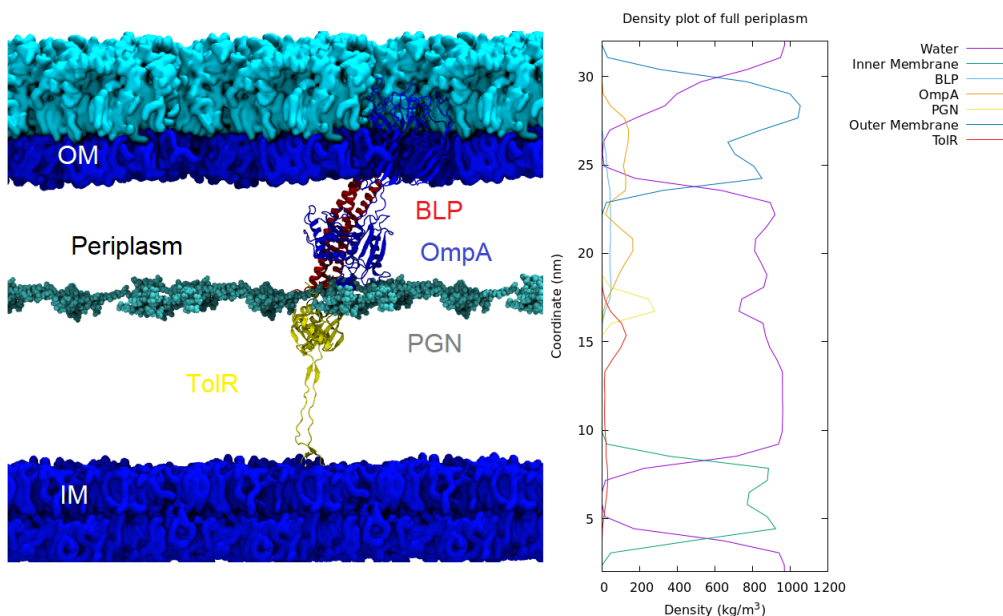 OM
BLP
Periplasm
OmpA
PGN
TolR
IM
Density plot of full periplasm
Water
Inner Membrane
BLP
OmpA
PGN
Outer Membrane
TolR
Coordinate (nm)
30
25
20
15
10
5
0 200 400 600 800 1000 1200
Density (kg/m³)